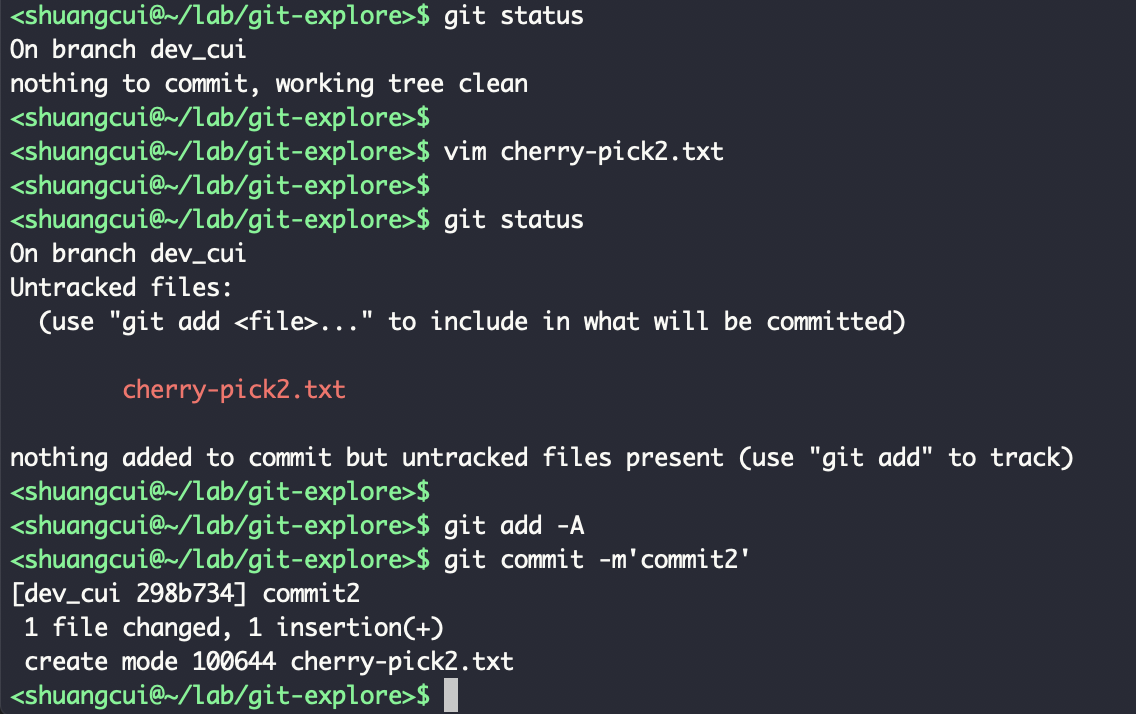 <shuangcui@~/lab/git-explore>$ git status
On branch dev_cui
nothing to commit, working tree clean
<shuangcui@~/lab/git-explore>$
<shuangcui@~/lab/git-explore>$ vim cherry-pick2.txt
<shuangcui@~/lab/git-explore>$
<shuangcui@~/lab/git-explore>$ git status
On branch dev_cui
Untracked files:
  (use "git add <file>..." to include in what will be committed)

        cherry-pick2.txt

nothing added to commit but untracked files present (use "git add" to track)
<shuangcui@~/lab/git-explore>$
<shuangcui@~/lab/git-explore>$ git add -A
<shuangcui@~/lab/git-explore>$ git commit -m'commit2'
[dev_cui 298b734] commit2
 1 file changed, 1 insertion(+)
 create mode 100644 cherry-pick2.txt
<shuangcui@~/lab/git-explore>$